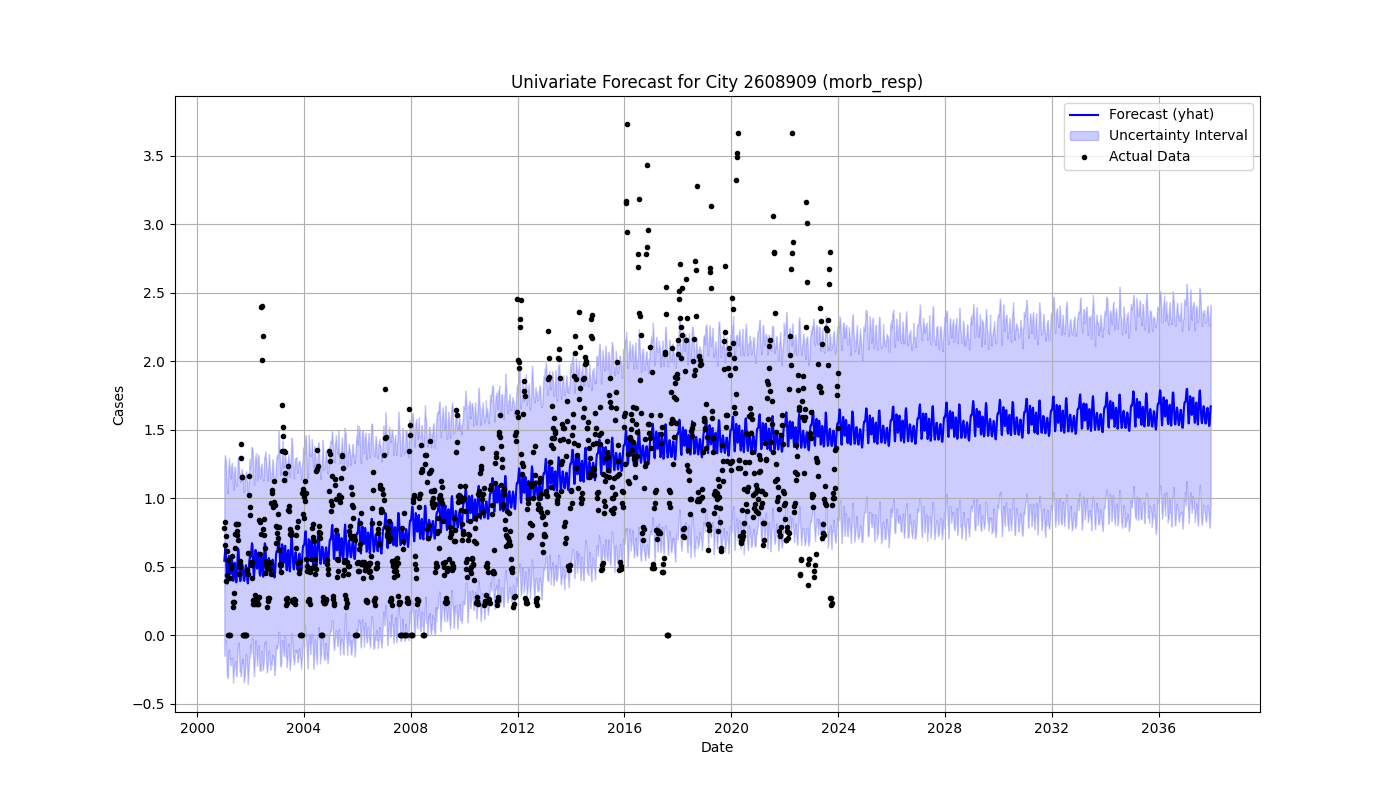 Univariate Forecast for City 2608909 (morb_resp)
Forecast (yhat)
Uncertainty Interval
Actual Data
Cases
3.5
3.0
2.5
2.0
1.5
1.0
0.5
0.0
−0.5
2000 2004 2008 2012 2016 2020 2024 2028 2032 2036
Date